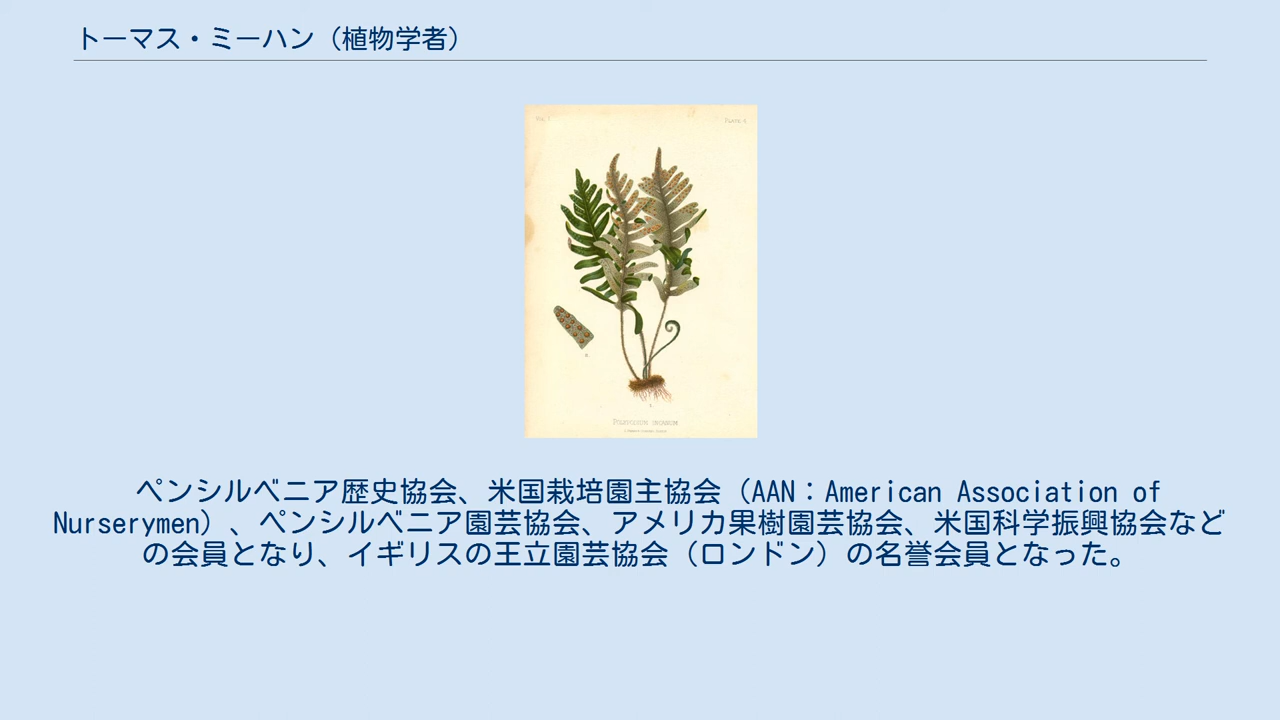 トーマス・ミーハン（植物学者）
PLATE 6
POLYPODIUM INCANUM
ペンシルベニア歴史協会、米国栽培園主協会（AAN：American Association of
Nurserymen）、ペンシルベニア園芸協会、アメリカ果樹園芸協会、米国科学振興協会など
の会員となり、イギリスの王立園芸協会（ロンドン）の名誉会員となった。